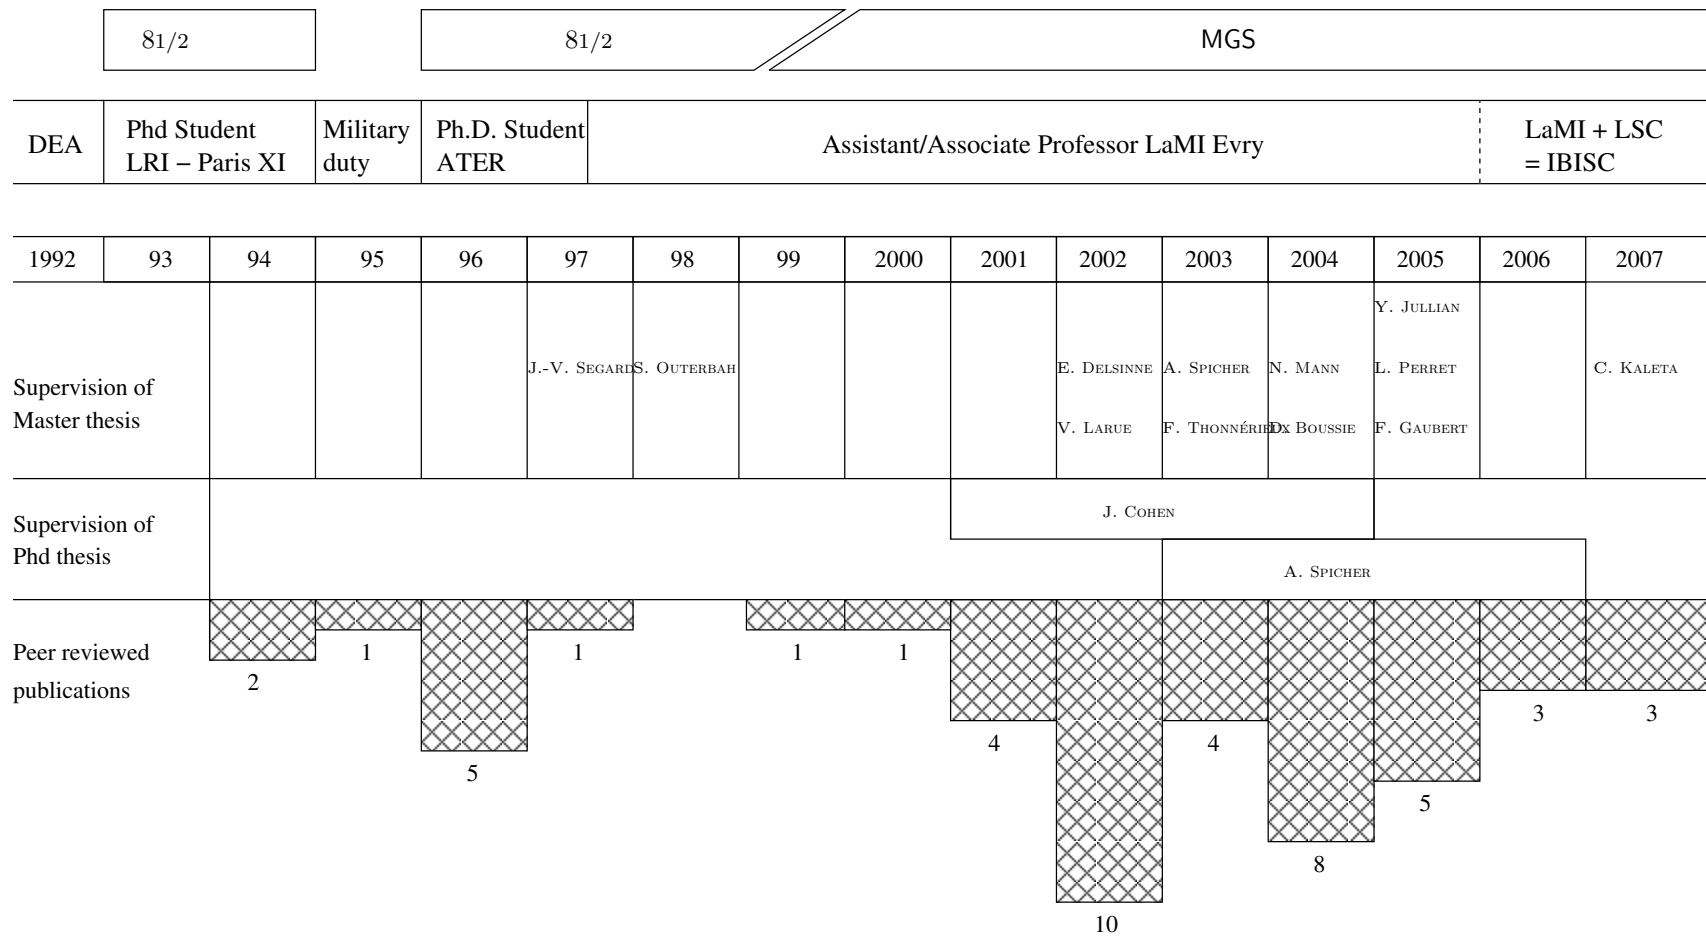 81/2
81/2
MGS
DEA
Phd Student
LRI – Paris XI
Military
duty
Ph.D. Student
ATER
Assistant/Associate Professor LaMI Evry
LaMI + LSC
= IBISC
1992 93 94 95 96 97 98 99 2000 2001 2002 2003 2004 2005 2006 2007
Supervision of
Master thesis
Y. Jullian
J.-V. Segard S. Outerbah E. Delsinne A. Spicher N. Mann L. Perret C. Kaleta
V. Larue F. Thonnérieux D. Boussie F. Gaubert
Supervision of
Phd thesis
J. Cohen
A. Spicher
Peer reviewed
publications
2
1
5
1
1
1
4
10
4
8
5
3
3